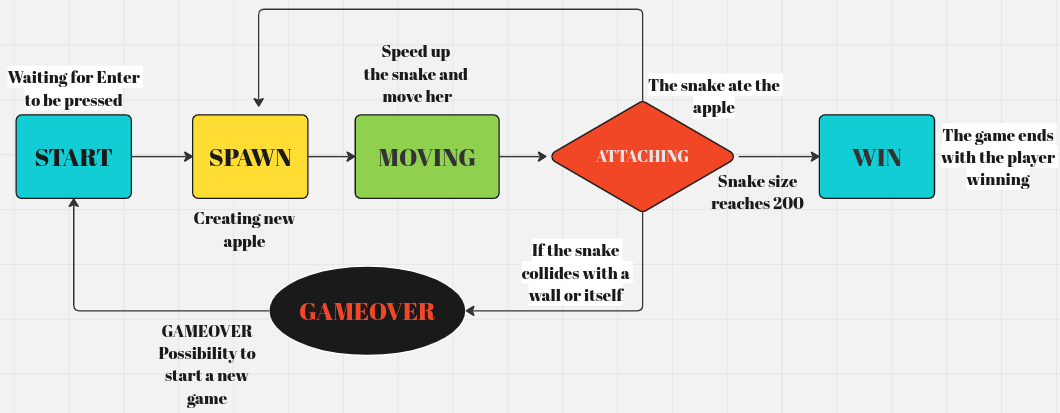 Waiting for Enter
to be pressed
START
SPAWN
Creating new
apple
Speed up
the snake and
move her
MOVING
ATTACHING
The snake ate the
apple
Snake size
reaches 200
WIN
The game ends
with the player
winning
If the snake
collides with a
wall or itself
GAMEOVER
GAMEOVER
Possibility to
start a new
game